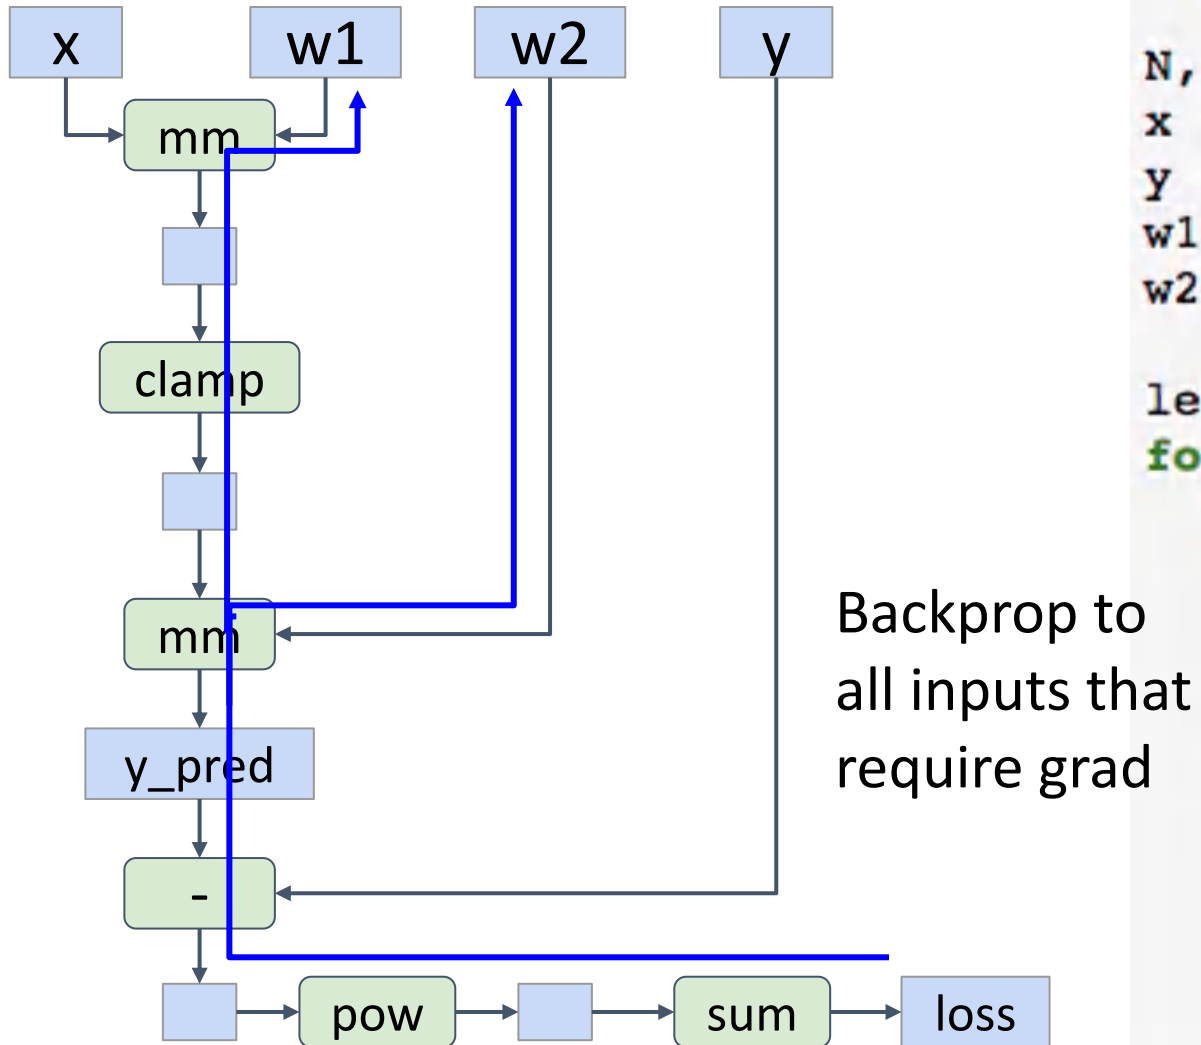 x w1 w2 y
mm
clamp
mm
y_pred
-
pow sum loss
Backprop to
all inputs that
require grad
N,
x
y
w1
w2
le
fo